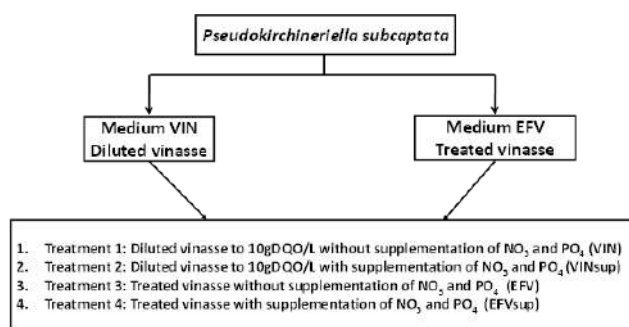 Pseudokirchineriella subcaptata
Medium VIN
Diluted vinasse
Medium EFV
Treated vinasse
1. Treatment 1: Diluted vinasse to 10gDQO/L without supplementation of NO3 and PO4 (VIN)
2. Treatment 2: Diluted vinasse to 10gDQO/L with supplementation of NO3 and PO4 (VINsup)
3. Treatment 3: Treated vinasse without supplementation of NO3 and PO4 (EFV)
4. Treatment 4: Treated vinasse with supplementation of NO3 and PO4 (EFVsup)